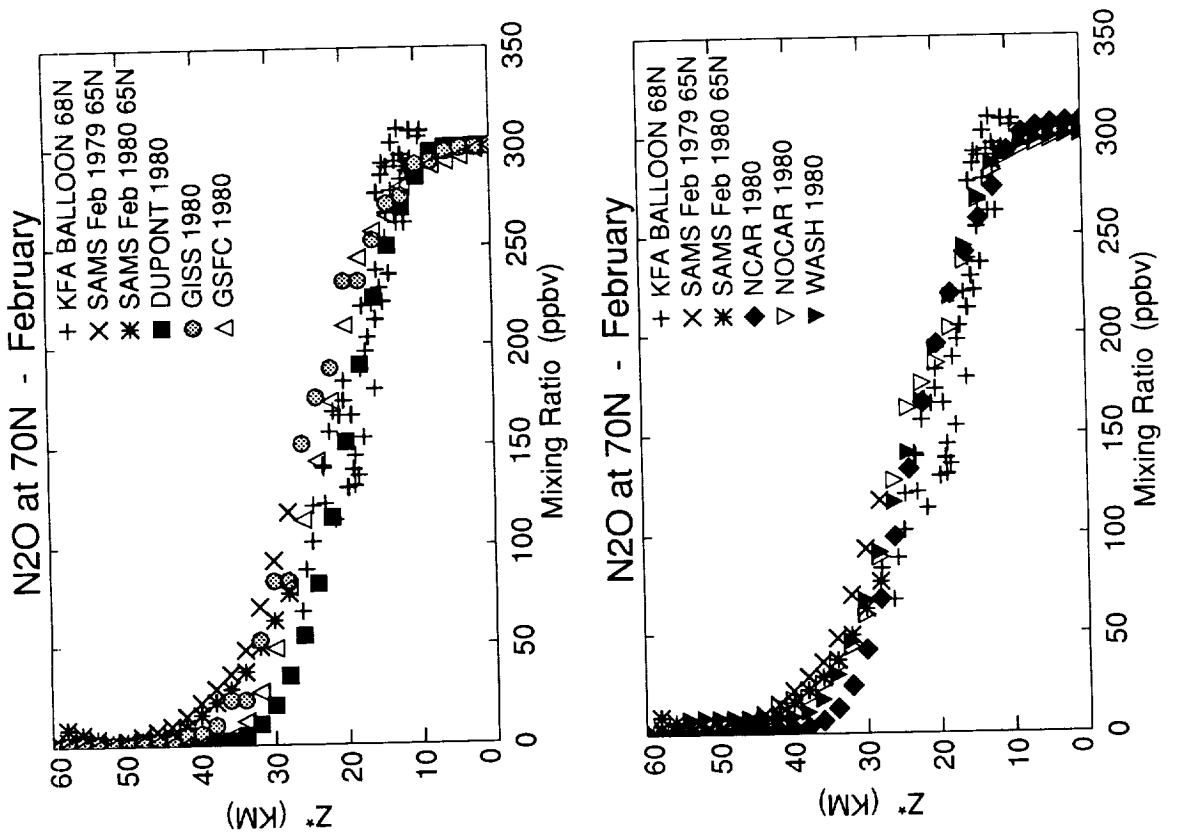 N2O at 70N - February
+ KFA BALLOON 68N
× SAMS Feb 1979 65N
SAMS Feb 1980 65N
■ DUPONT 1980
GISS 1980
△ GSFC 1980
60
50
40
30
20
10
Z* (KM)
0 50 100 150 200 250 300 350
Mixing Ratio (ppbv)
N2O at 70N - February
+ KFA BALLOON 68N
× SAMS Feb 1979 65N
SAMS Feb 1980 65N
◆ NCAR 1980
▽ NOCAR 1980
▼ WASH 1980
60
50
40
30
20
10
Z* (KM)
0 50 100 150 200 250 300 350
Mixing Ratio (ppbv)